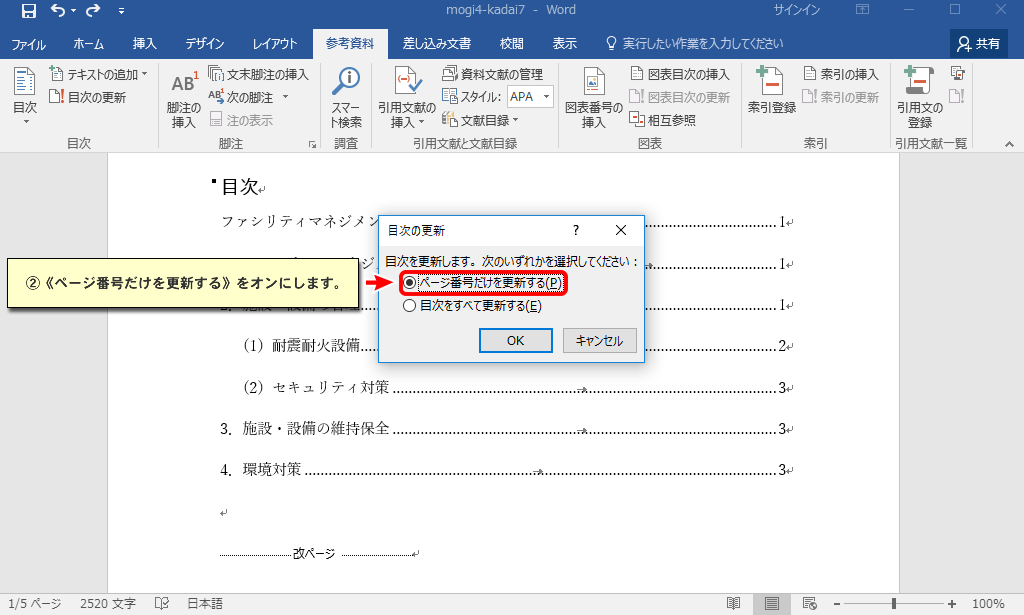 mogi4-kadai7 - Word
サインイン
ファイル ホーム 挿入 デザイン レイアウト 参考資料 差し込み文書 校閲 表示 実行したい作業を入力してください 共有
目次
テキストの追加
目次の更新
目次
AB1
脚注の挿入
文末脚注の挿入
AB1 次の脚注
注の表示
脚注
スマート検索
調査
引用文献の挿入
資料文献の管理
スタイル: APA
文献目録
引用文献と文献目録
図表番号の挿入
図表目次の挿入
図表目次の更新
相互参照
図表
索引登録
索引の挿入
索引の更新
索引
引用文の登録
引用文献一覧
目次
ファシリティマネジメン 1
1
1
(1) 耐震耐火設備 2
(2) セキュリティ対策 3
3. 施設・設備の維持保全 3
4. 環境対策 3
改ページ
②《ページ番号だけを更新する》をオンにします。
目次の更新 ?
目次を更新します。次のいずれかを選択してください:
ページ番号だけを更新する(P)
目次をすべて更新する(E)
OK キャンセル
1/5 ページ 2520 文字 日本語 100%